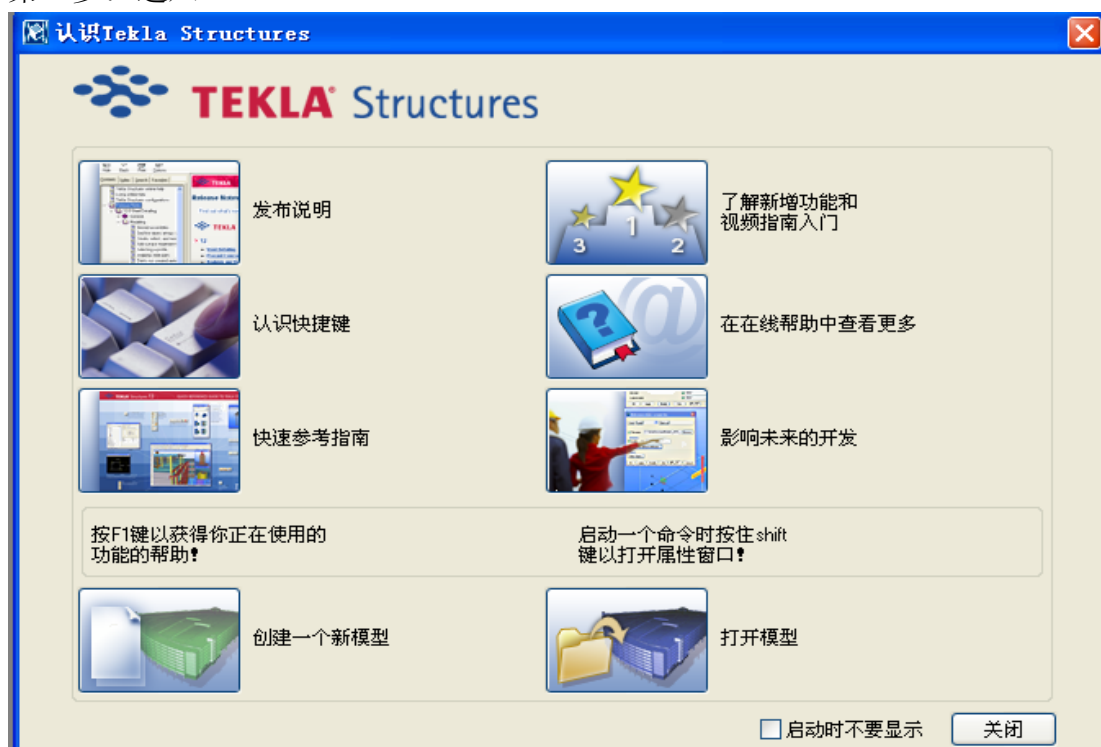 认识Tekla Structures
TEKLA Structures
发布说明
了解新增功能和
视频指南入门
3 1 2
认识快捷键
在在线帮助中查看更多
快速参考指南
影响未来的开发
按F1键以获得你正在使用的
功能的帮助!
启动一个命令时按住shift
键以打开属性窗口!
创建一个新模型
打开模型
启动时不要显示
关闭